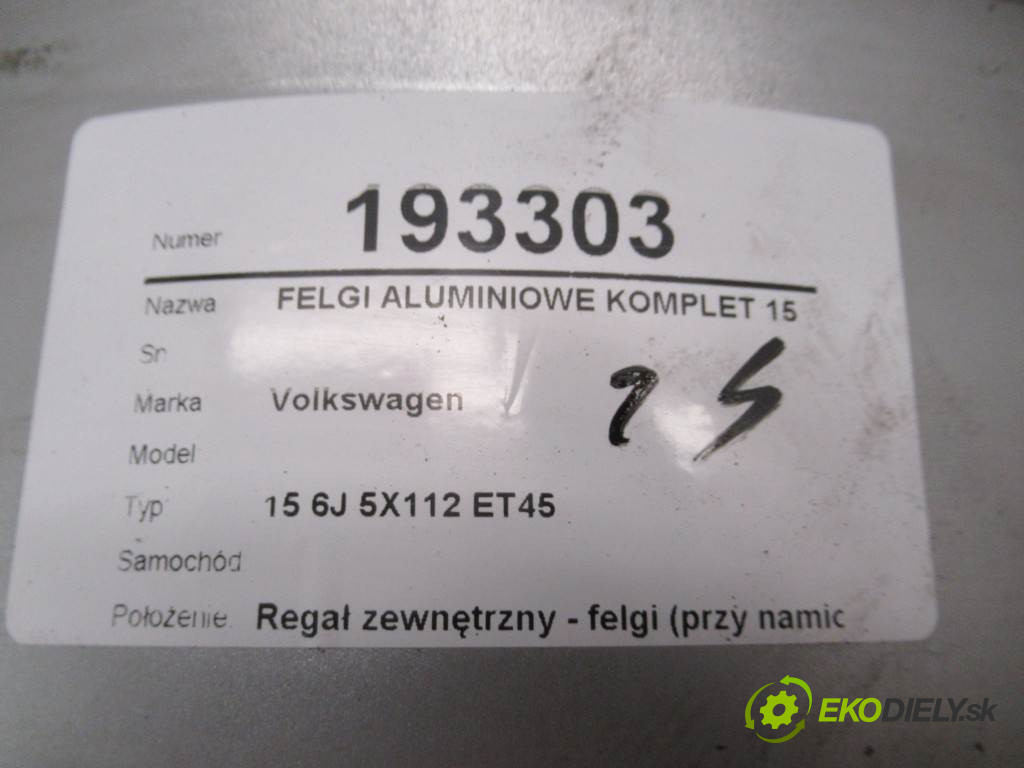 Numer 193303
Nazwa FELGI ALUMINIOWE KOMPLET 15
Sn
Marka Volkswagen
Model
Typ 15 6J 5X112 ET45
Samochód
Położenie Regał zewnętrzny - felgi (przy namic
EKODIELY.sk